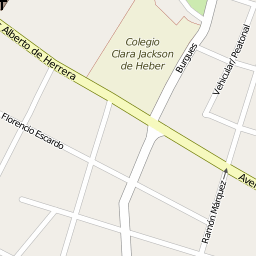 Alberto de Herrera
Colegio
Clara Jackson
de Heber
Burgues
Vehicular/ Peatonal
Florencio Escardo
Ramón Márquez
Aven